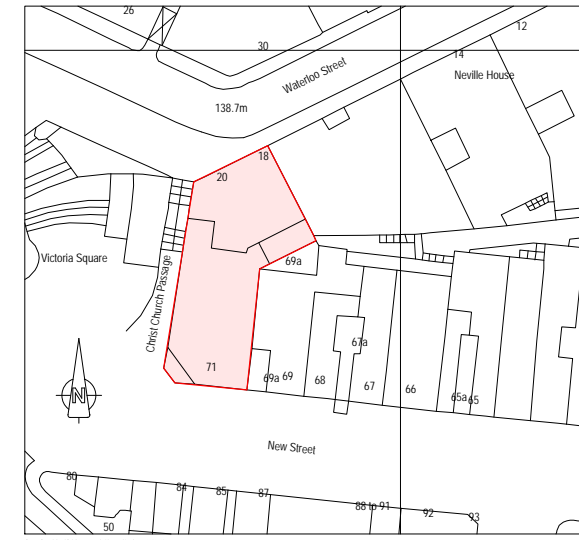 26
12
30
14
Waterloo Street
Neville House
138.7m
18
20
Victoria Square
69a
Christ Church Passage
67a
71
69a
69
68
67
66
65a
65
N
New Street
80
84
85
87
88 to 91
92
93
50